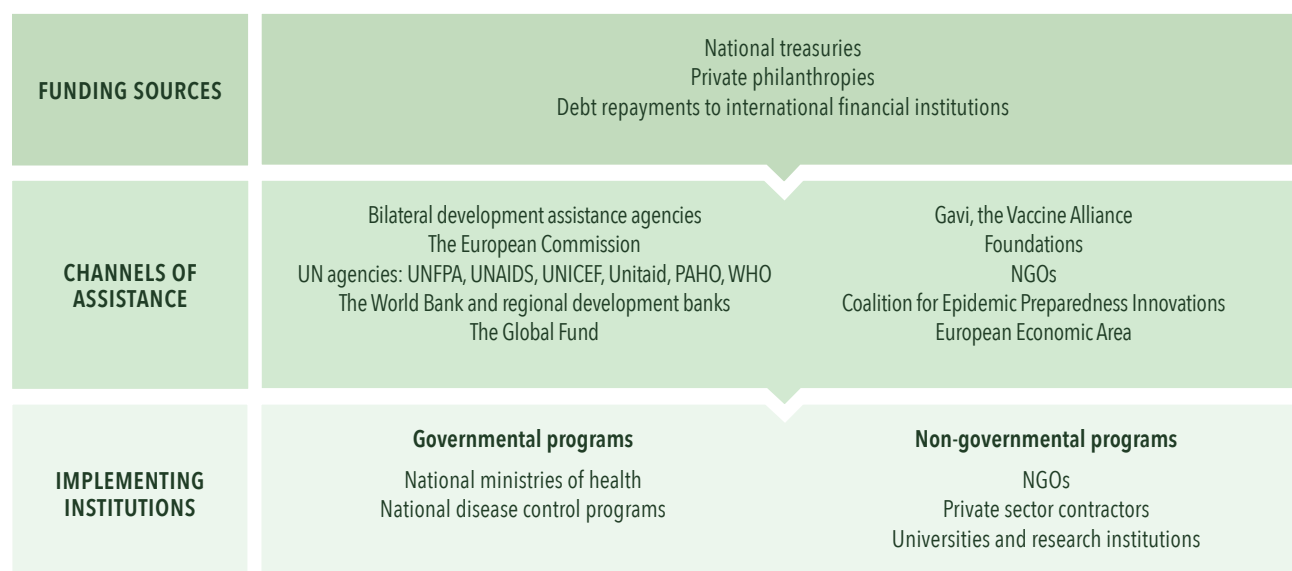 FUNDING SOURCES
National treasuries
Private philanthropies
Debt repayments to international financial institutions
CHANNELS OF
ASSISTANCE
Bilateral development assistance agencies
The European Commission
UN agencies: UNFPA, UNAIDS, UNICEF, Unitaid, PAHO, WHO
The World Bank and regional development banks
The Global Fund
Gavi, the Vaccine Alliance
Foundations
NGOs
Coalition for Epidemic Preparedness Innovations
European Economic Area
IMPLEMENTING
INSTITUTIONS
Governmental programs
National ministries of health
National disease control programs
Non-governmental programs
NGOs
Private sector contractors
Universities and research institutions